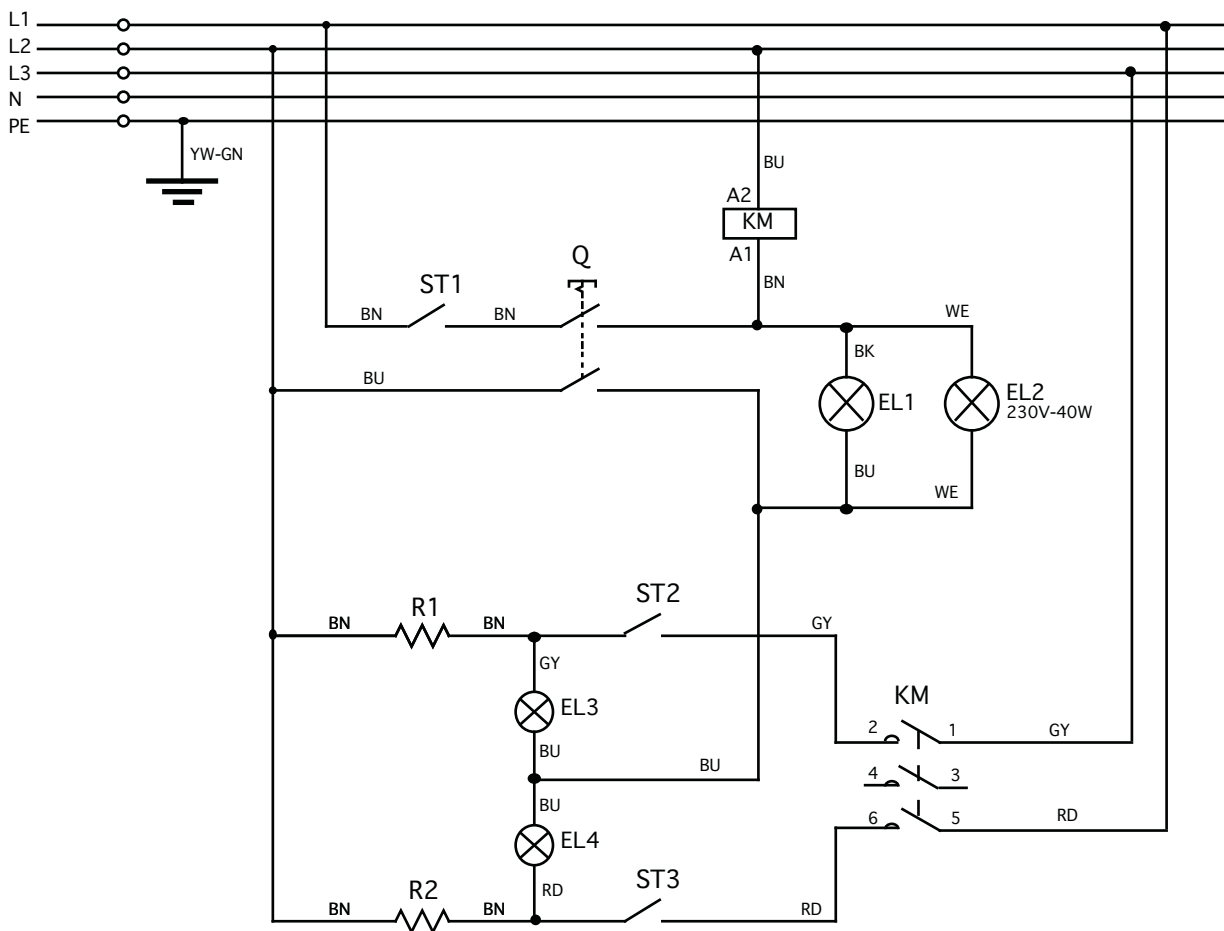 L1
L2
L3
N
PE
YW-GN
BU
A2
KM
A1
BN
Q
ST1
BN
BN
WE
BK
BU
EL1
EL2
230V-40W
BU
WE
R1
ST2
BN
BN
GY
GY
EL3
KM
2
1
GY
BU
BU
4
3
BU
6
5
RD
EL4
R2
RD
ST3
BN
BN
RD